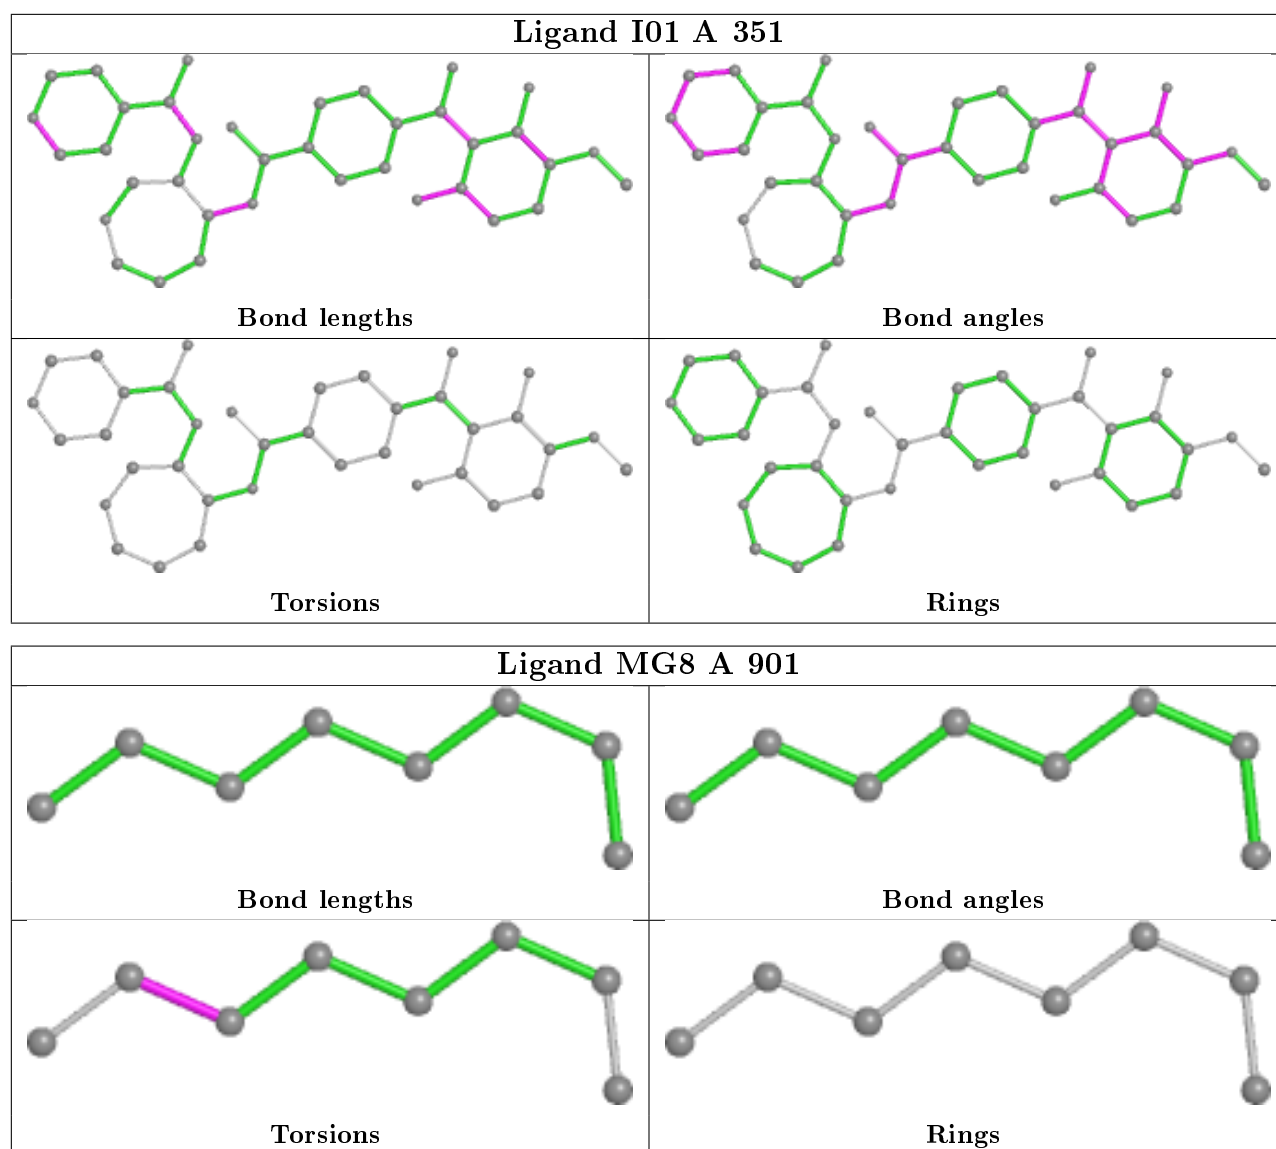 Ligand I01 A 351
Bond lengths
Bond angles
Torsions
Rings
Ligand MG8 A 901
Bond lengths
Bond angles
Torsions
Rings